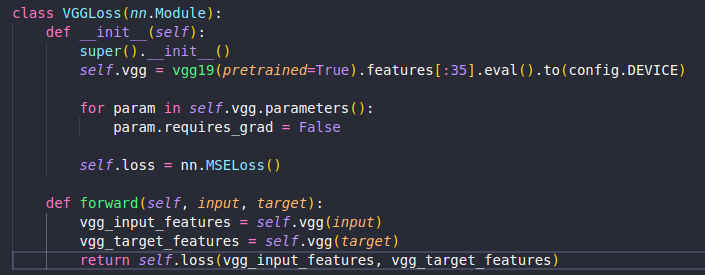 class VGGLoss(nn.Module):
    def __init__(self):
        super().__init__()
        self.vgg = vgg19(pretrained=True).features[:35].eval().to(config.DEVICE)

        for param in self.vgg.parameters():
            param.requires_grad = False

        self.loss = nn.MSELoss()

    def forward(self, input, target):
        vgg_input_features = self.vgg(input)
        vgg_target_features = self.vgg(target)
        return self.loss(vgg_input_features, vgg_target_features)